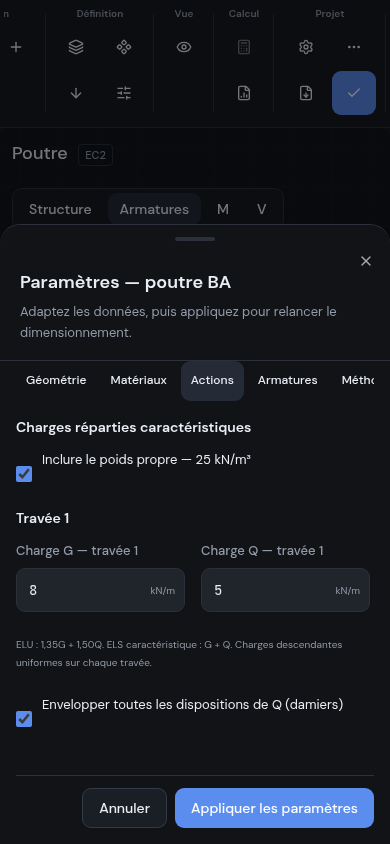 n Définition Vue Calcul Projet
Poutre EC2
Structure Armatures M V
Paramètres — poutre BA
Adaptez les données, puis appliquez pour relancer le
dimensionnement.
Géométrie Matériaux Actions Armatures Métho
Charges réparties caractéristiques
Inclure le poids propre — 25 kN/m³
Travée 1
Charge G — travée 1 Charge Q — travée 1
8 kN/m 5 kN/m
ELU : 1,35G + 1,50Q. ELS caractéristique : G + Q. Charges descendantes
uniformes sur chaque travée.
Envelopper toutes les dispositions de Q (damiers)
Annuler Appliquer les paramètres